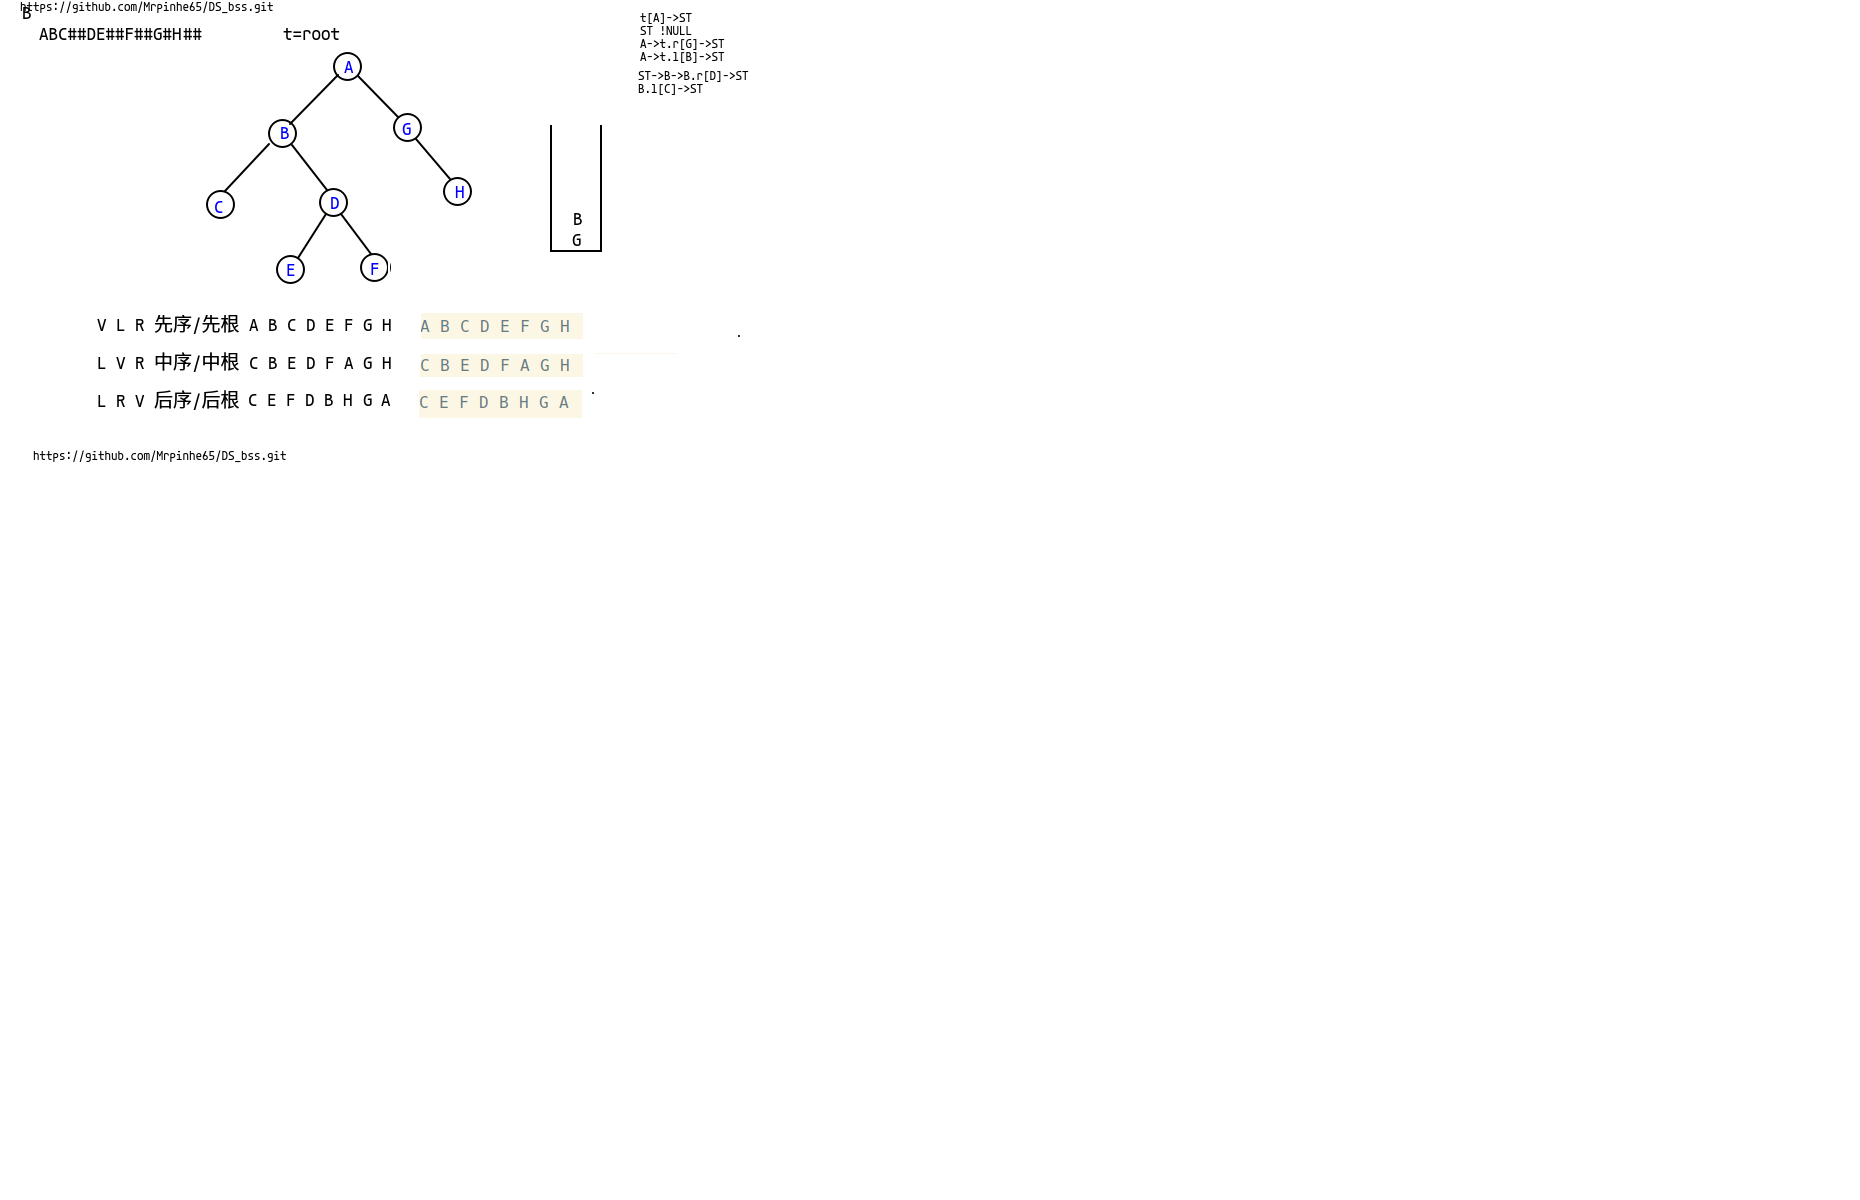 https://github.com/Mrpinhe65/DS_bss.git
B
ABC##DE##F##G#H##
t=root
t[A]->ST
ST !NULL
A->t.r[G]->ST
A->t.l[B]->ST
ST->B->B.r[D]->ST
B.l[C]->ST
A
B
G
C
D
H
E
F
B
G
V L R 先序/先根 A B C D E F G H
A B C D E F G H
L V R 中序/中根 C B E D F A G H
C B E D F A G H
L R V 后序/后根 C E F D B H G A
C E F D B H G A
https://github.com/Mrpinhe65/DS_bss.git